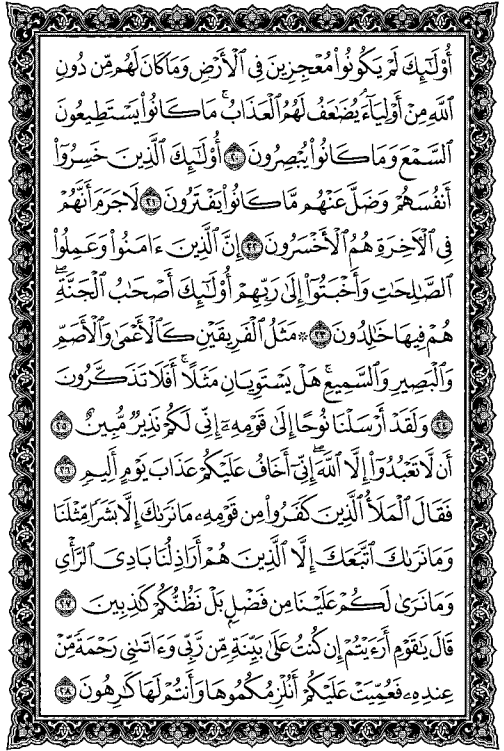 أُوْلَـٰٓئِكَ لَمۡ يَكُونُواْ مُعۡجِزِينَ فِي ٱلۡأَرۡضِ وَمَا كَانَ لَهُم مِّن دُونِ
ٱللَّهِ مِنۡ أَوۡلِيَآءَۘ يُضَٰعَفُ لَهُمُ ٱلۡعَذَابُۚ مَا كَانُواْ يَسۡتَطِيعُونَ
ٱلسَّمۡعَ وَمَا كَانُواْ يُبۡصِرُونَ ٢٠ أُوْلَـٰٓئِكَ ٱلَّذِينَ خَسِرُوٓاْ
أَنفُسَهُمۡ وَضَلَّ عَنۡهُم مَّا كَانُواْ يَفۡتَرُونَ ٢١ لَا جَرَمَ أَنَّهُمۡ
فِي ٱلۡأٓخِرَةِ هُمُ ٱلۡأَخۡسَرُونَ ٢٢ إِنَّ ٱلَّذِينَ ءَامَنُواْ وَعَمِلُواْ
ٱلصَّٰلِحَٰتِ وَأَخۡبَتُوٓاْ إِلَىٰ رَبِّهِمۡ أُوْلَـٰٓئِكَ أَصۡحَٰبُ ٱلۡجَنَّةِۖ
هُمۡ فِيهَا خَٰلِدُونَ ٢٣ ۞ مَثَلُ ٱلۡفَرِيقَيۡنِ كَٱلۡأَعۡمَىٰ وَٱلۡأَصَمِّ
وَٱلۡبَصِيرِ وَٱلسَّمِيعِۚ هَلۡ يَسۡتَوِيَانِ مَثَلًاۚ أَفَلَا تَذَكَّرُونَ
٢٤ وَلَقَدۡ أَرۡسَلۡنَا نُوحًا إِلَىٰ قَوۡمِهِۦٓ إِنِّي لَكُمۡ نَذِيرٞ مُّبِينٌ ٢٥
أَن لَّا تَعۡبُدُوٓاْ إِلَّا ٱللَّهَۖ إِنِّيٓ أَخَافُ عَلَيۡكُمۡ عَذَابَ يَوۡمٍ أَلِيمٖ ٢٦
فَقَالَ ٱلۡمَلَأُ ٱلَّذِينَ كَفَرُواْ مِن قَوۡمِهِۦ مَا نَرَىٰكَ إِلَّا بَشَرٗا مِّثۡلَنَا
وَمَا نَرَىٰكَ ٱتَّبَعَكَ إِلَّا ٱلَّذِينَ هُمۡ أَرَاذِلُنَا بَادِيَ ٱلرَّأۡيِ
وَمَا نَرَىٰ لَكُمۡ عَلَيۡنَا مِن فَضۡلِۭ بَلۡ نَظُنُّكُمۡ كَٰذِبِينَ ٢٧
قَالَ يَٰقَوۡمِ أَرَءَيۡتُمۡ إِن كُنتُ عَلَىٰ بَيِّنَةٖ مِّن رَّبِّي وَءَاتَىٰنِي رَحۡمَةٗ مِّنۡ
عِندِهِۦ فَعُمِّيَتۡ عَلَيۡكُمۡ أَنُلۡزِمُكُمُوهَا وَأَنتُمۡ لَهَا كَٰرِهُونَ ٢٨